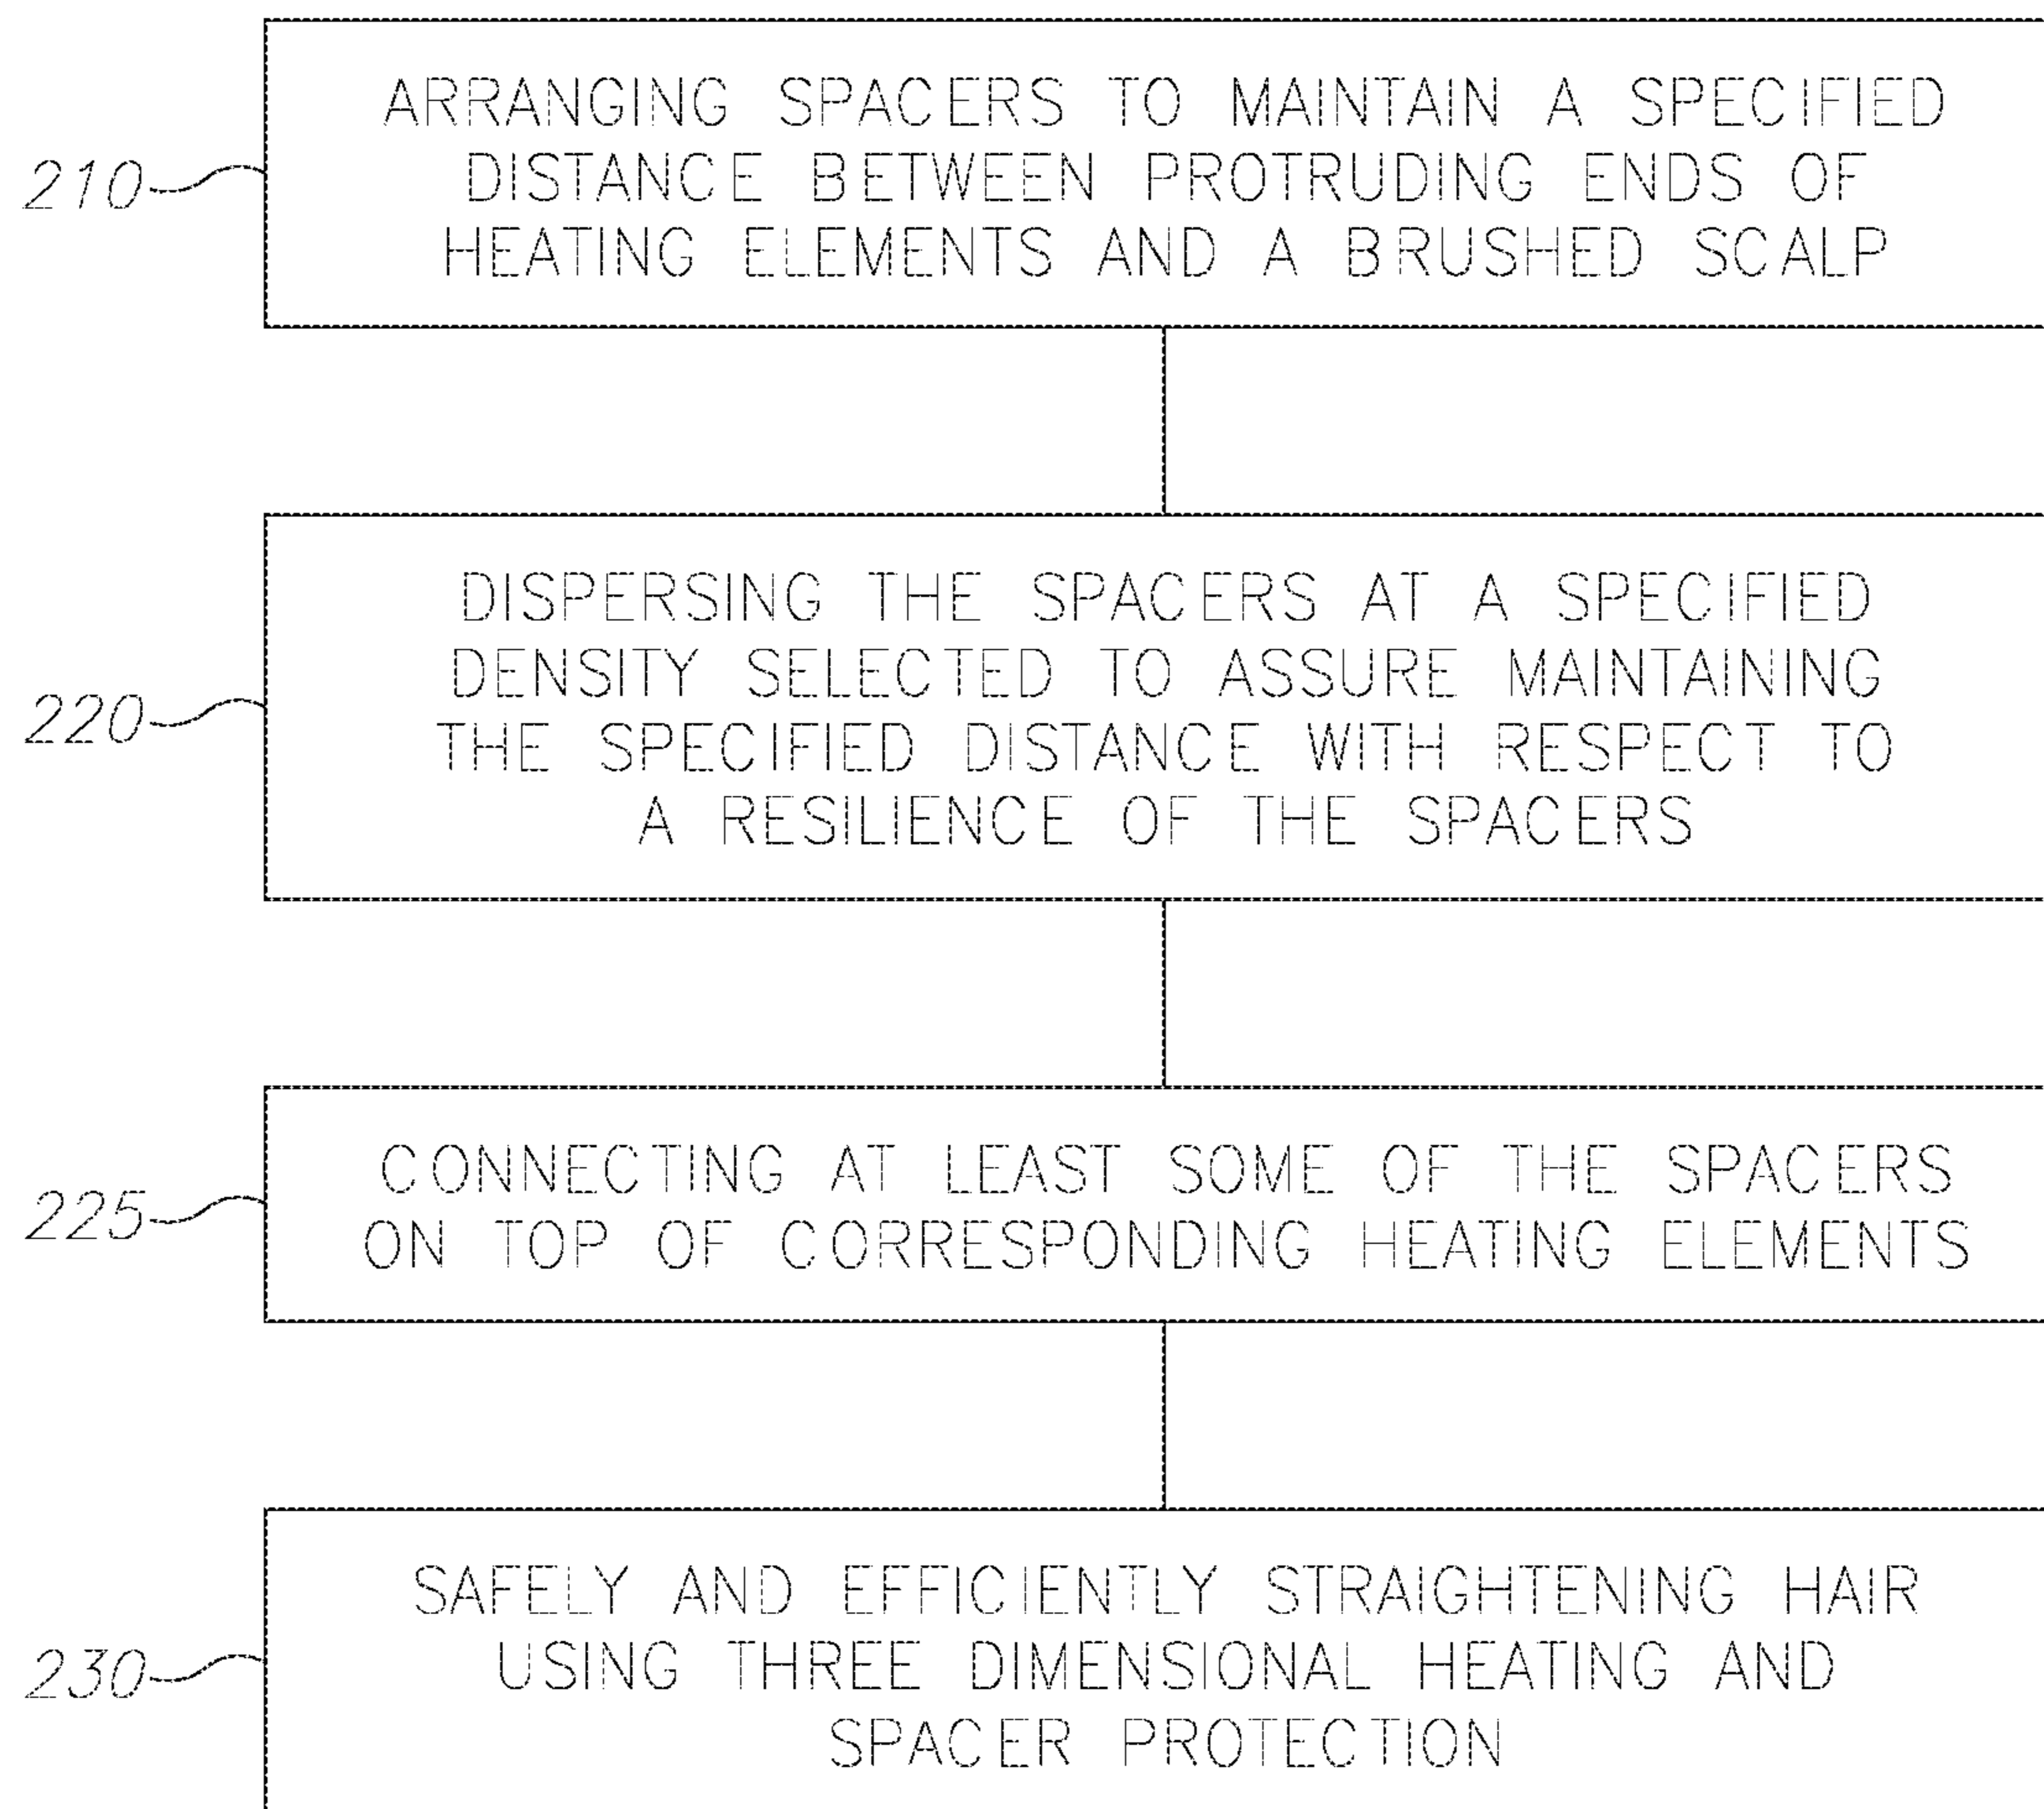 210
ARRANGING SPACERS TO MAINTAIN A SPECIFIED
DISTANCE BETWEEN PROTRUDING ENDS OF
HEATING ELEMENTS AND A BRUSHED SCALP
220
DISPERSING THE SPACERS AT A SPECIFIED
DENSITY SELECTED TO ASSURE MAINTAINING
THE SPECIFIED DISTANCE WITH RESPECT TO
A RESILIENCE OF THE SPACERS
225
CONNECTING AT LEAST SOME OF THE SPACERS
ON TOP OF CORRESPONDING HEATING ELEMENTS
230
SAFELY AND EFFICIENTLY STRAIGHTENING HAIR
USING THREE DIMENSIONAL HEATING AND
SPACER PROTECTION